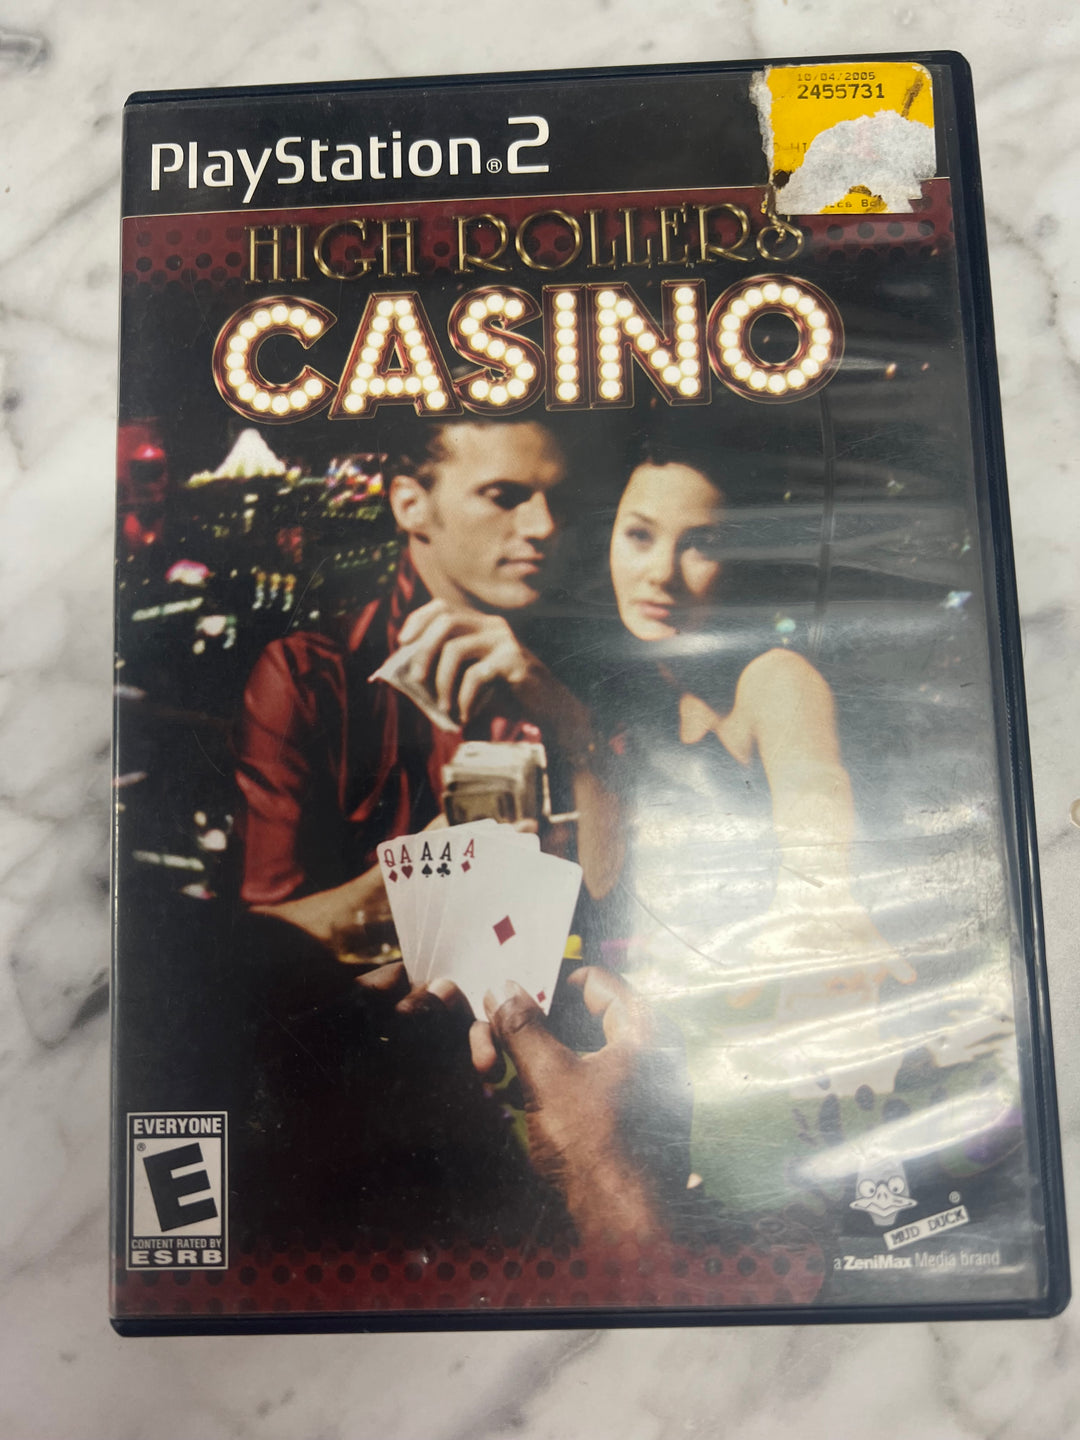 10/04/2005
2455731
PlayStation®2
HIGH ROLLERS
CASINO
Q A A A A
EVERYONE
E
®
CONTENT RATED BY
ESRB
MUD DUCK
®
a ZeniMax Media brand